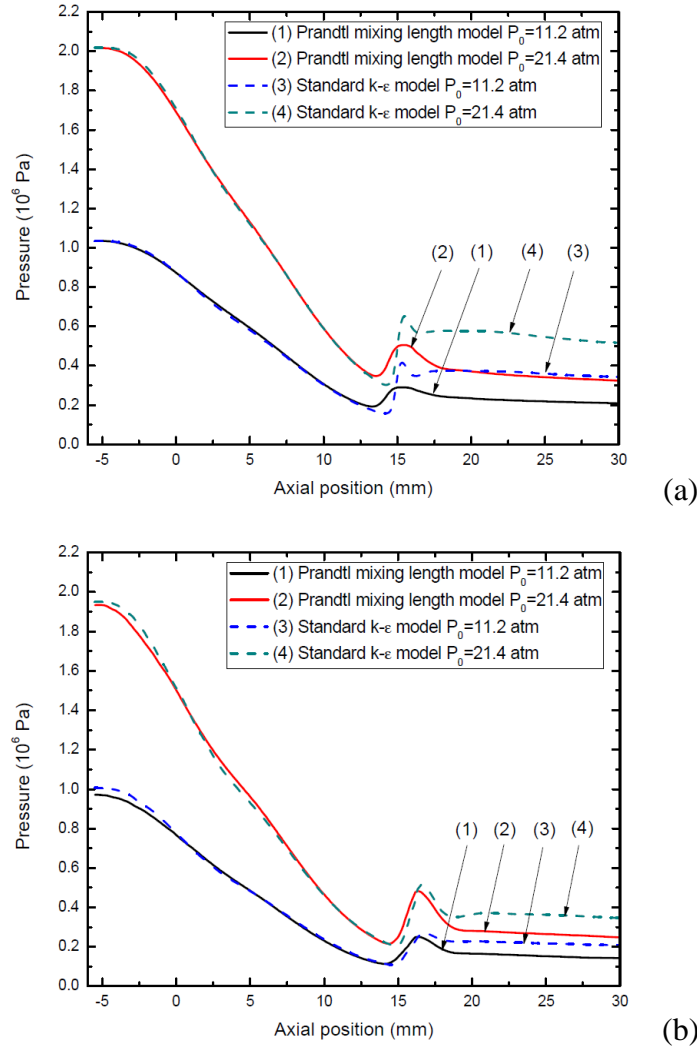 2.2
2.0
1.8
1.6
1.4
1.2
1.0
0.8
0.6
0.4
0.2
0.0
Pressure (10⁶ Pa)
(1) Prandtl mixing length model P₀=11.2 atm
(2) Prandtl mixing length model P₀=21.4 atm
(3) Standard k-ε model P₀=11.2 atm
(4) Standard k-ε model P₀=21.4 atm
(2) (1) (4) (3)
-5 0 5 10 15 20 25 30
Axial position (mm)
(a)
2.2
2.0
1.8
1.6
1.4
1.2
1.0
0.8
0.6
0.4
0.2
0.0
Pressure (10⁶ Pa)
(1) Prandtl mixing length model P₀=11.2 atm
(2) Prandtl mixing length model P₀=21.4 atm
(3) Standard k-ε model P₀=11.2 atm
(4) Standard k-ε model P₀=21.4 atm
(1) (2) (3) (4)
-5 0 5 10 15 20 25 30
Axial position (mm)
(b)